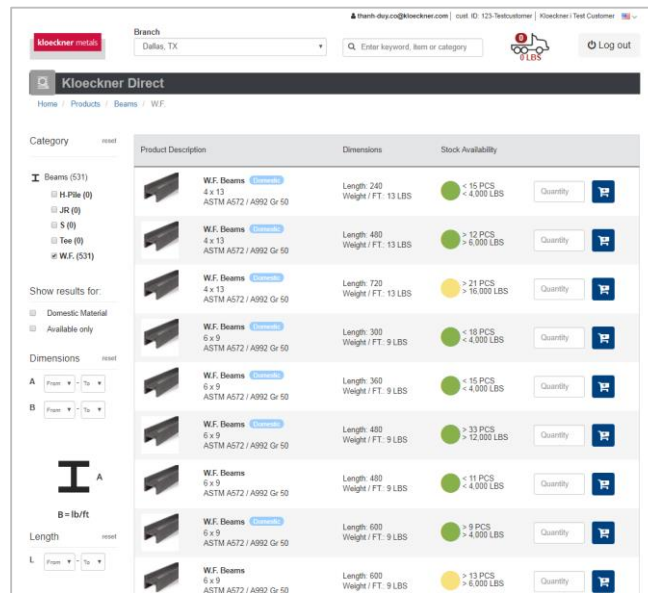 thanh-duy.co@kloeckner.com | cust. ID: 123-Testcustomer | Kloeckner i Test Customer
kloeckner metals
Branch
Dallas, TX
Enter keyword, item or category
0
0 LBS
Log out
Kloeckner Direct
Home / Products / Beams / W.F.
Category reset
Beams (531)
H-Pile (0)
JR (0)
S (0)
Tee (0)
W.F. (531)
Show results for:
Domestic Material
Available only
Dimensions reset
A From - To
B From - To
A
B = lb/ft
Length reset
L From - To
Product Description Dimensions Stock Availability
W.F. Beams Domestic
4 x 13
ASTM A572 / A992 Gr 50
Length: 240
Weight / FT.: 13 LBS
< 15 PCS
< 4,000 LBS
Quantity
W.F. Beams Domestic
4 x 13
ASTM A572 / A992 Gr 50
Length: 480
Weight / FT.: 13 LBS
> 12 PCS
> 6,000 LBS
Quantity
W.F. Beams Domestic
4 x 13
ASTM A572 / A992 Gr 50
Length: 720
Weight / FT.: 13 LBS
> 21 PCS
> 16,000 LBS
Quantity
W.F. Beams Domestic
6 x 9
ASTM A572 / A992 Gr 50
Length: 300
Weight / FT.: 9 LBS
< 18 PCS
< 4,000 LBS
Quantity
W.F. Beams Domestic
6 x 9
ASTM A572 / A992 Gr 50
Length: 360
Weight / FT.: 9 LBS
< 15 PCS
< 4,000 LBS
Quantity
W.F. Beams Domestic
6 x 9
ASTM A572 / A992 Gr 50
Length: 480
Weight / FT.: 9 LBS
> 33 PCS
> 12,000 LBS
Quantity
W.F. Beams
6 x 9
ASTM A572 / A992 Gr 50
Length: 480
Weight / FT.: 9 LBS
< 11 PCS
< 4,000 LBS
Quantity
W.F. Beams Domestic
6 x 9
ASTM A572 / A992 Gr 50
Length: 600
Weight / FT.: 9 LBS
> 9 PCS
> 4,000 LBS
Quantity
W.F. Beams
6 x 9
ASTM A572 / A992 Gr 50
Length: 600
Weight / FT.: 9 LBS
> 13 PCS
> 6,000 LBS
Quantity